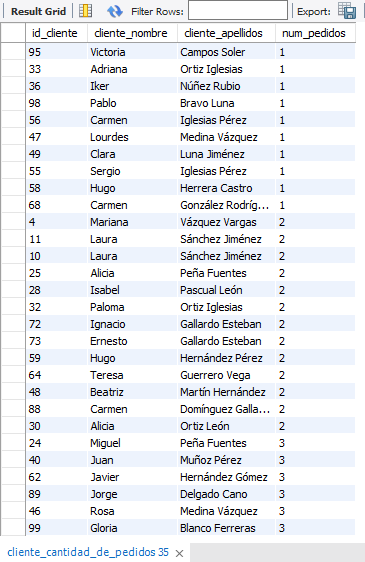 Result Grid Filter Rows: Export:
id_cliente cliente_nombre cliente_apellidos num_pedidos
95 Victoria Campos Soler 1
33 Adriana Ortiz Iglesias 1
36 Iker Núñez Rubio 1
98 Pablo Bravo Luna 1
56 Carmen Iglesias Pérez 1
47 Lourdes Medina Vázquez 1
49 Clara Luna Jiménez 1
55 Sergio Iglesias Pérez 1
58 Hugo Herrera Castro 1
68 Carmen González Rodríg... 1
4 Mariana Vázquez Vargas 2
11 Laura Sánchez Jiménez 2
10 Laura Sánchez Jiménez 2
25 Alicia Peña Fuentes 2
28 Isabel Pascual León 2
32 Paloma Ortiz Iglesias 2
72 Ignacio Gallardo Esteban 2
73 Ernesto Gallardo Esteban 2
59 Hugo Hernández Pérez 2
64 Teresa Guerrero Vega 2
48 Beatriz Martín Hernández 2
88 Carmen Domínguez Galla... 2
30 Alicia Ortiz León 2
24 Miguel Peña Fuentes 3
40 Juan Muñoz Pérez 3
62 Javier Hernández Gómez 3
89 Jorge Delgado Cano 3
46 Rosa Medina Vázquez 3
99 Gloria Blanco Ferreras 3
cliente_cantidad_de_pedidos 35